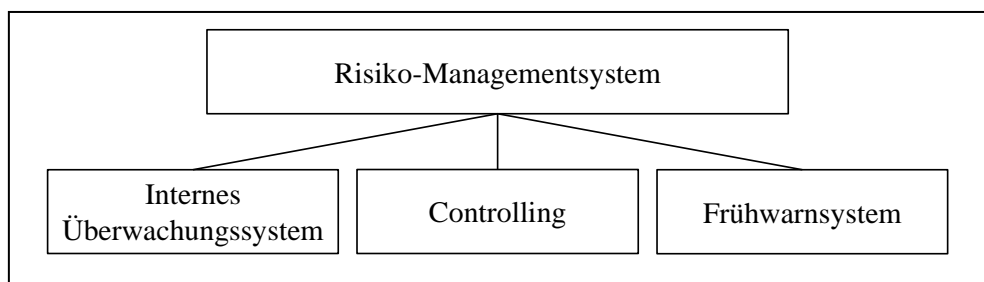 Risiko-Managementsystem
Internes
Überwachungssystem
Controlling
Frühwarnsystem